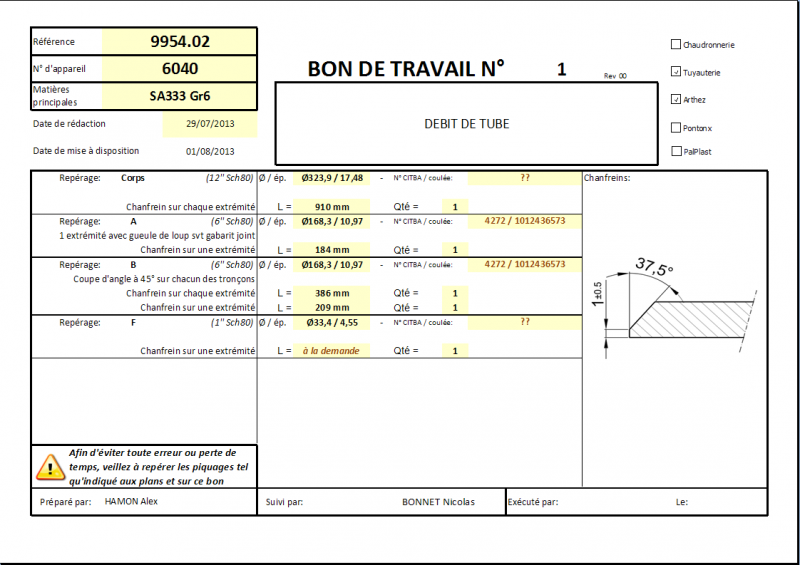 Référence 9954.02
N° d'appareil 6040
Matières principales SA333 Gr6
Date de rédaction 29/07/2013
Date de mise à disposition 01/08/2013
BON DE TRAVAIL N° 1 Rev 00
DEBIT DE TUBE
Chaudronnerie
Tuyauterie
Arthez
Pontonx
PalPlast
Repérage: Corps (12" Sch80) Ø / ép. Ø323,9 / 17,48 - N° CITBA / coulée: ??
Chanfrein sur chaque extrémité L = 910 mm Qté = 1
Repérage: A (6" Sch80) Ø / ép. Ø168,3 / 10,97 - N° CITBA / coulée: 4272 / 1012436573
1 extrémité avec gueule de loup svt gabarit joint
Chanfrein sur une extrémité L = 184 mm Qté = 1
Repérage: B (6" Sch80) Ø / ép. Ø168,3 / 10,97 - N° CITBA / coulée: 4272 / 1012436573
Coupe d'angle à 45° sur chacun des tronçons
Chanfrein sur chaque extrémité L = 386 mm Qté = 1
Chanfrein sur une extrémité L = 209 mm Qté = 1
Repérage: F (1" Sch80) Ø / ép. Ø33,4 / 4,55 - N° CITBA / coulée: ??
Chanfrein sur une extrémité L = à la demande Qté = 1
Chanfreins:
37,5°
1±0.5
Afin d'éviter toute erreur ou perte de
temps, veillez à repérer les piquages tel
qu'indiqué aux plans et sur ce bon
Préparé par: HAMON Alex Suivi par: BONNET Nicolas Exécuté par: Le: